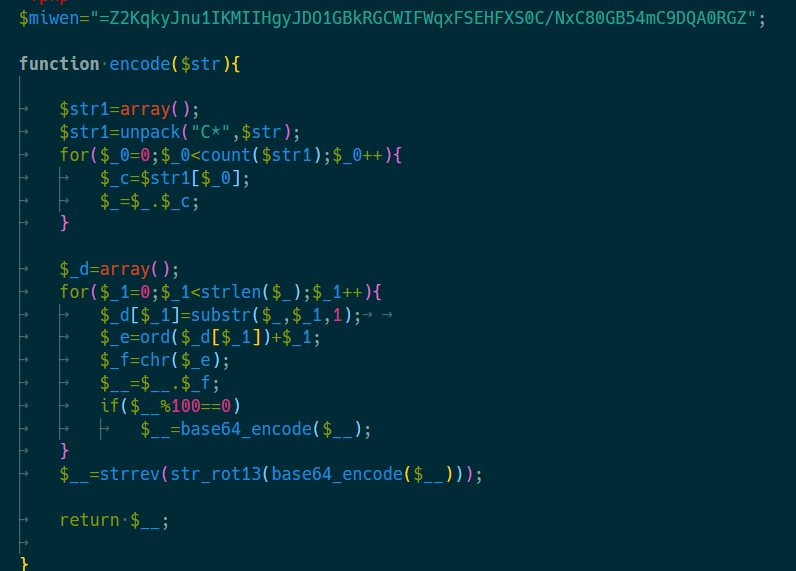 $miwen="=Z2KqkyJnu1IKMIIHgyJDO1GBkRGCWIFWqxFSEHFXS0C/NxC80GB54mC9DQA0RGZ";
function encode($str){
$str1=array();
$str1=unpack("C*",$str);
for($_0=0;$_0<count($str1);$_0++){
$_c=$str1[$_0];
$_=$_.$_c;
}
$_d=array();
for($_1=0;$_1<strlen($_);$_1++){
$_d[$_1]=substr($_,$_1,1);
$_e=ord($_d[$_1])+$_1;
$_f=chr($_e);
$__=$__.$_f;
if($__%100==0)
$__=base64_encode($__);
}
$__=strrev(str_rot13(base64_encode($__)));
return $__;
}